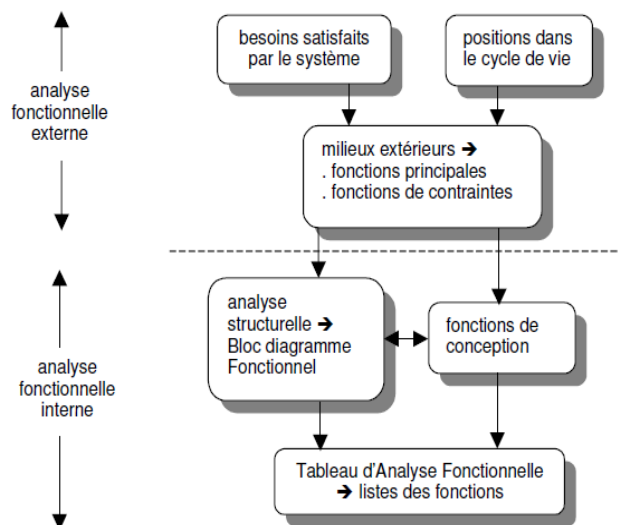 analyse
fonctionnelle
externe
besoins satisfaits
par le système
positions dans
le cycle de vie
milieux extérieurs ➔
. fonctions principales
. fonctions de contraintes
analyse
fonctionnelle
interne
analyse
structurelle ➔
Bloc diagramme
Fonctionnel
fonctions de
conception
Tableau d'Analyse Fonctionnelle
➔ listes des fonctions